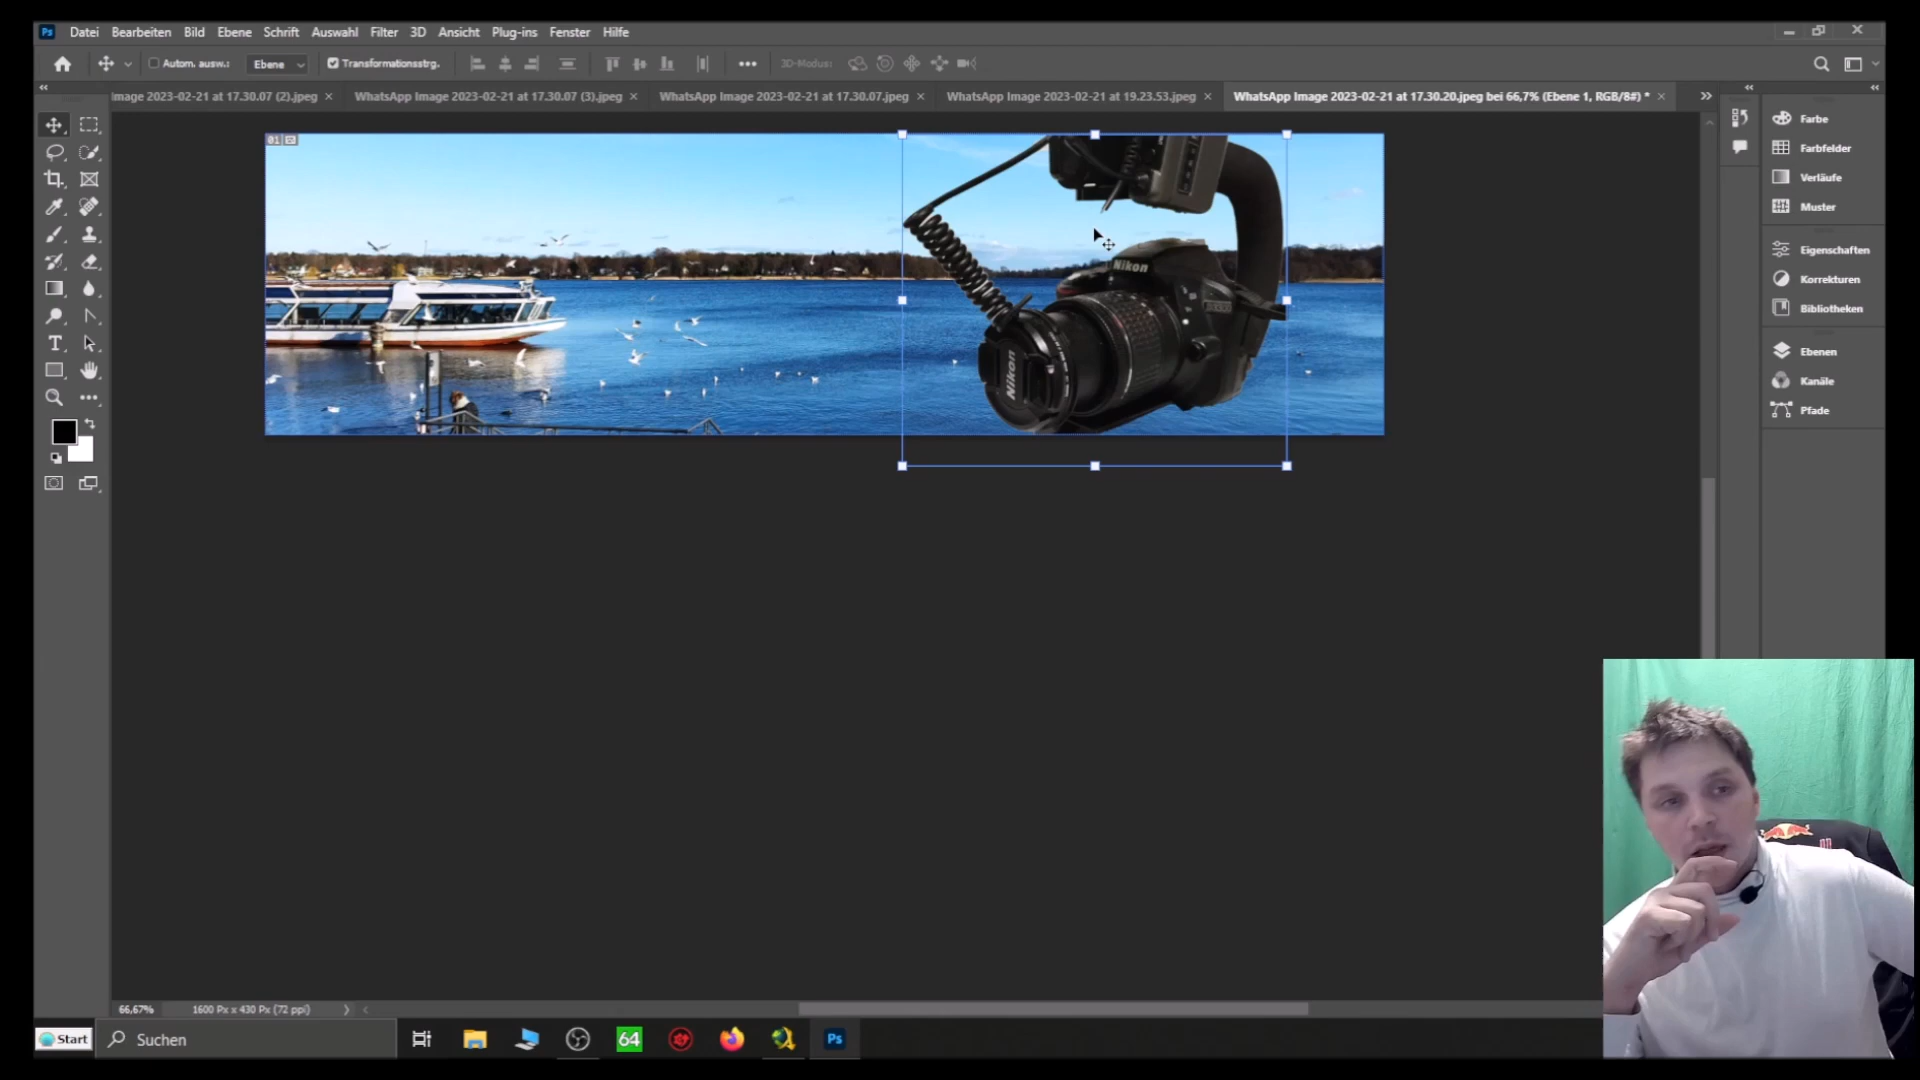 Ps Datei Bearbeiten Bild Ebene Schrift Auswahl Filter 3D Ansicht Plug-ins Fenster Hilfe
Autom. ausw.: Ebene Transformationsstrg. 3D-Modus:
Image 2023-02-21 at 17.30.07 (2).jpeg × WhatsApp Image 2023-02-21 at 17.30.07 (3).jpeg × WhatsApp Image 2023-02-21 at 17.30.07.jpeg × WhatsApp Image 2023-02-21 at 19.23.53.jpeg × WhatsApp Image 2023-02-21 at 17.30.20.jpeg bei 66,7% (Ebene 1, RGB/8#) * ×
01
Nikon
Nikon
Farbe
Farbfelder
Verläufe
Muster
Eigenschaften
Korrekturen
Bibliotheken
Ebenen
Kanäle
Pfade
Red Bull
66,67% 1600 Px x 430 Px (72 ppi)
Start Suchen 64 Ps